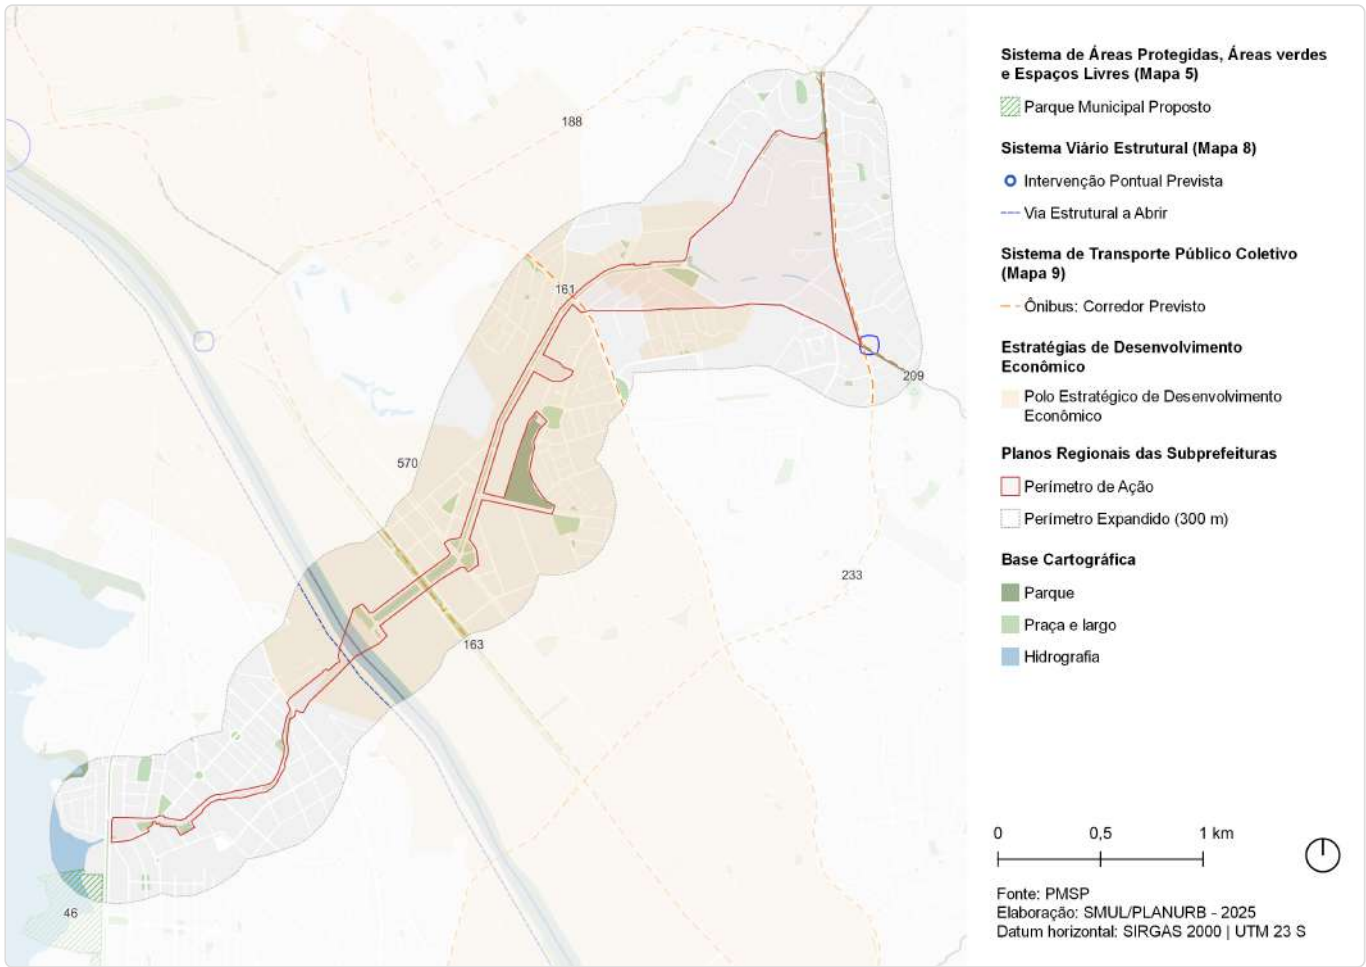 Sistema de Áreas Protegidas, Áreas verdes
e Espaços Livres (Mapa 5)
Parque Municipal Proposto
Sistema Viário Estrutural (Mapa 8)
Intervenção Pontual Prevista
Via Estrutural a Abrir
Sistema de Transporte Público Coletivo
(Mapa 9)
Ônibus: Corredor Previsto
Estratégias de Desenvolvimento
Econômico
Polo Estratégico de Desenvolvimento
Econômico
Planos Regionais das Subprefeituras
Perímetro de Ação
Perímetro Expandido (300 m)
Base Cartográfica
Parque
Praça e largo
Hidrografia
0 0,5 1 km
Fonte: PMSP
Elaboração: SMUL/PLANURB - 2025
Datum horizontal: SIRGAS 2000 | UTM 23 S
188
161
209
570
233
163
46